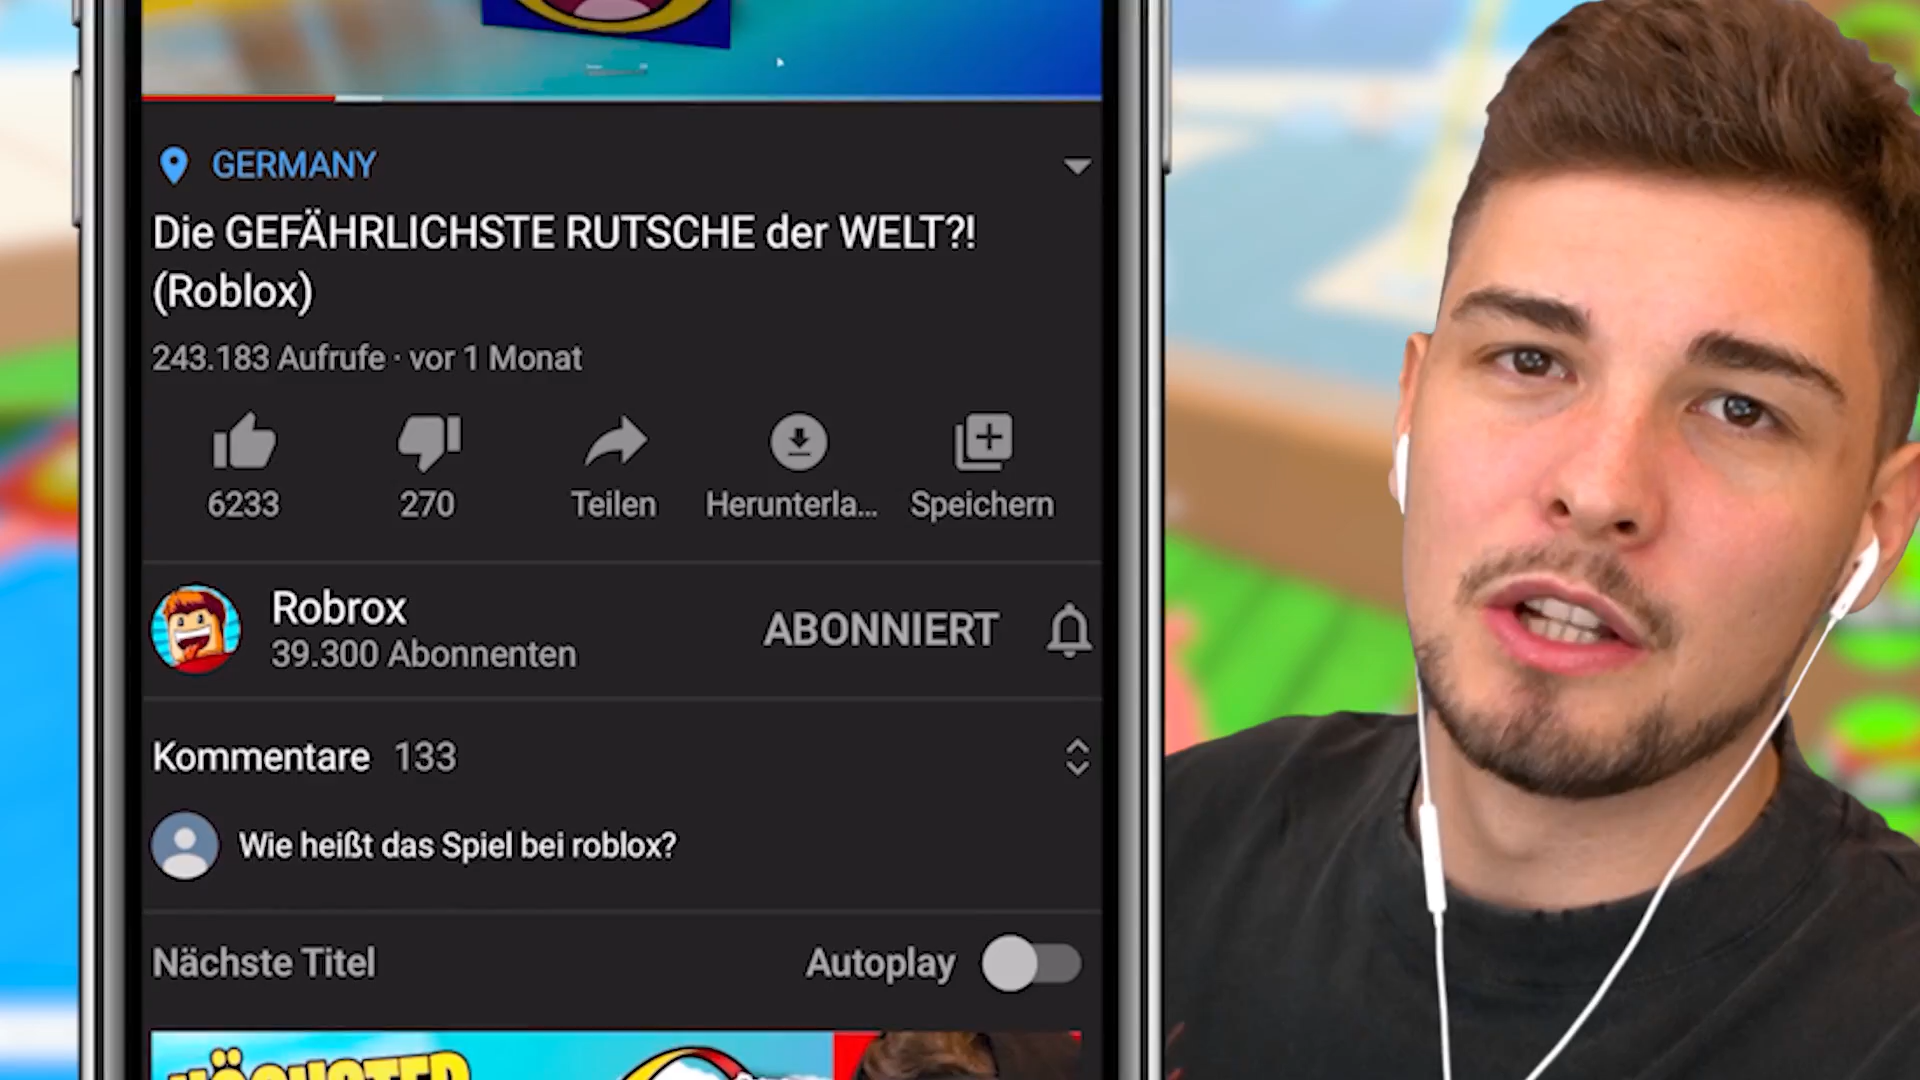 GERMANY
Die GEFÄHRLICHSTE RUTSCHE der WELT?!
(Roblox)
243.183 Aufrufe · vor 1 Monat
6233
270
Teilen
Herunterla...
Speichern
Robrox
39.300 Abonnenten
ABONNIERT
Kommentare 133
Wie heißt das Spiel bei roblox?
Nächste Titel
Autoplay
HÖCHSTER